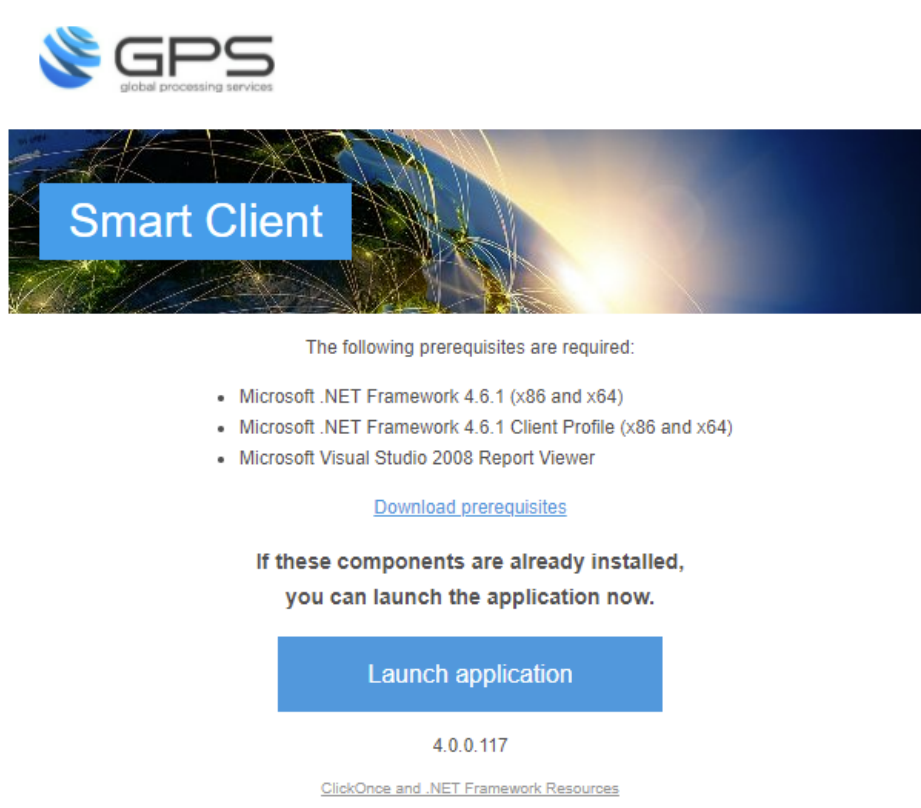 GPS
global processing services
Smart Client
The following prerequisites are required:
• Microsoft .NET Framework 4.6.1 (x86 and x64)
• Microsoft .NET Framework 4.6.1 Client Profile (x86 and x64)
• Microsoft Visual Studio 2008 Report Viewer
Download prerequisites
If these components are already installed,
you can launch the application now.
Launch application
4.0.0.117
ClickOnce and .NET Framework Resources